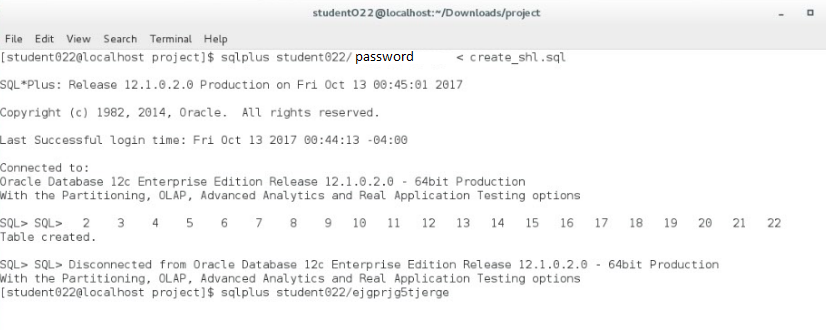 student022@localhost:~/Downloads/project
File Edit View Search Terminal Help
[student022@localhost project]$ sqlplus student022/ password < create_shl.sql
SQL*Plus: Release 12.1.0.2.0 Production on Fri Oct 13 00:45:01 2017
Copyright (c) 1982, 2014, Oracle.  All rights reserved.
Last Successful login time: Fri Oct 13 2017 00:44:13 -04:00
Connected to:
Oracle Database 12c Enterprise Edition Release 12.1.0.2.0 - 64bit Production
With the Partitioning, OLAP, Advanced Analytics and Real Application Testing options
SQL> SQL>   2    3    4    5    6    7    8    9   10   11   12   13   14   15   16   17   18   19   20   21   22
Table created.
SQL> SQL> Disconnected from Oracle Database 12c Enterprise Edition Release 12.1.0.2.0 - 64bit Production
With the Partitioning, OLAP, Advanced Analytics and Real Application Testing options
[student022@localhost project]$ sqlplus student022/ejgprjg5tjerge